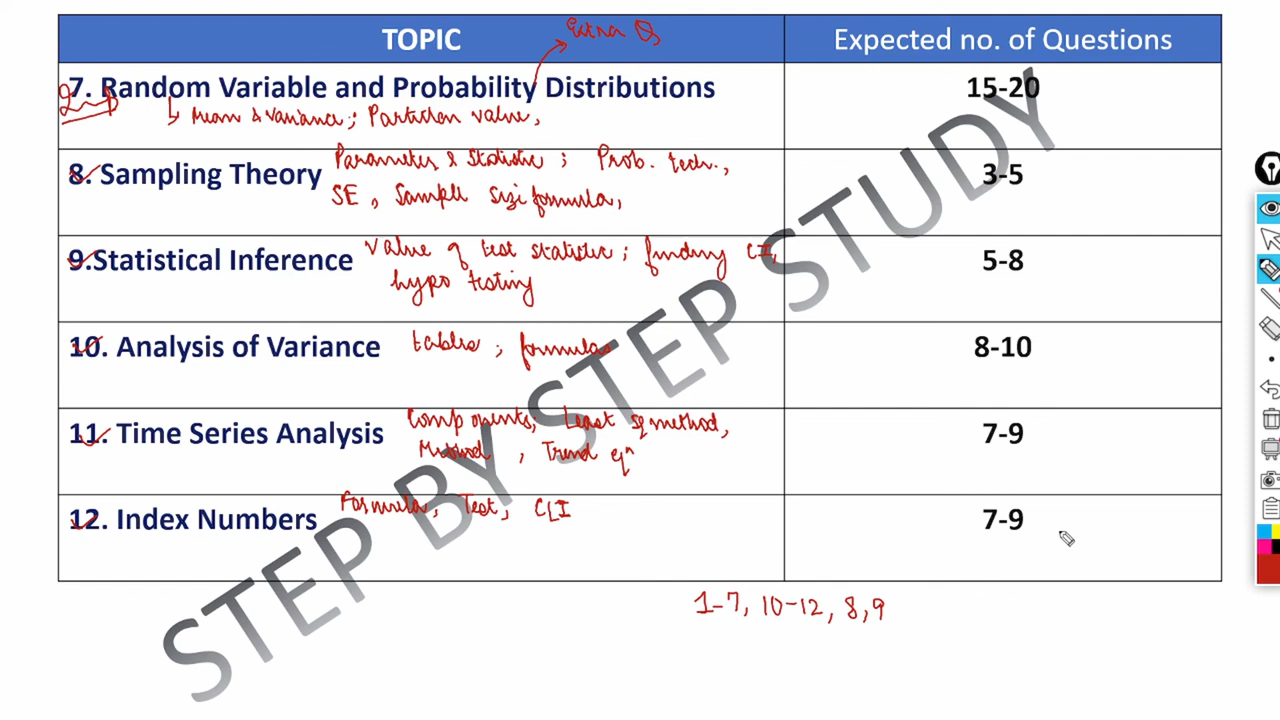 TOPIC
Extra Q,
Expected no. of Questions
7. Random Variable and Probability Distributions
15-20
Imp
Mean & Variance; Partition value,
8. Sampling Theory
Parameter & Statistic ; Prob. tech.,
SE, Sample size formula,
3-5
9.Statistical Inference
Value of test statistic ; finding CI,
hypo testing
5-8
10. Analysis of Variance
tables ; formulas
8-10
11. Time Series Analysis
Components; Least sq method,
Method , Trend eqⁿ
7-9
12. Index Numbers
Formula, Test, CLI
7-9
1-7, 10-12, 8,9
STEP BY STEP STUDY